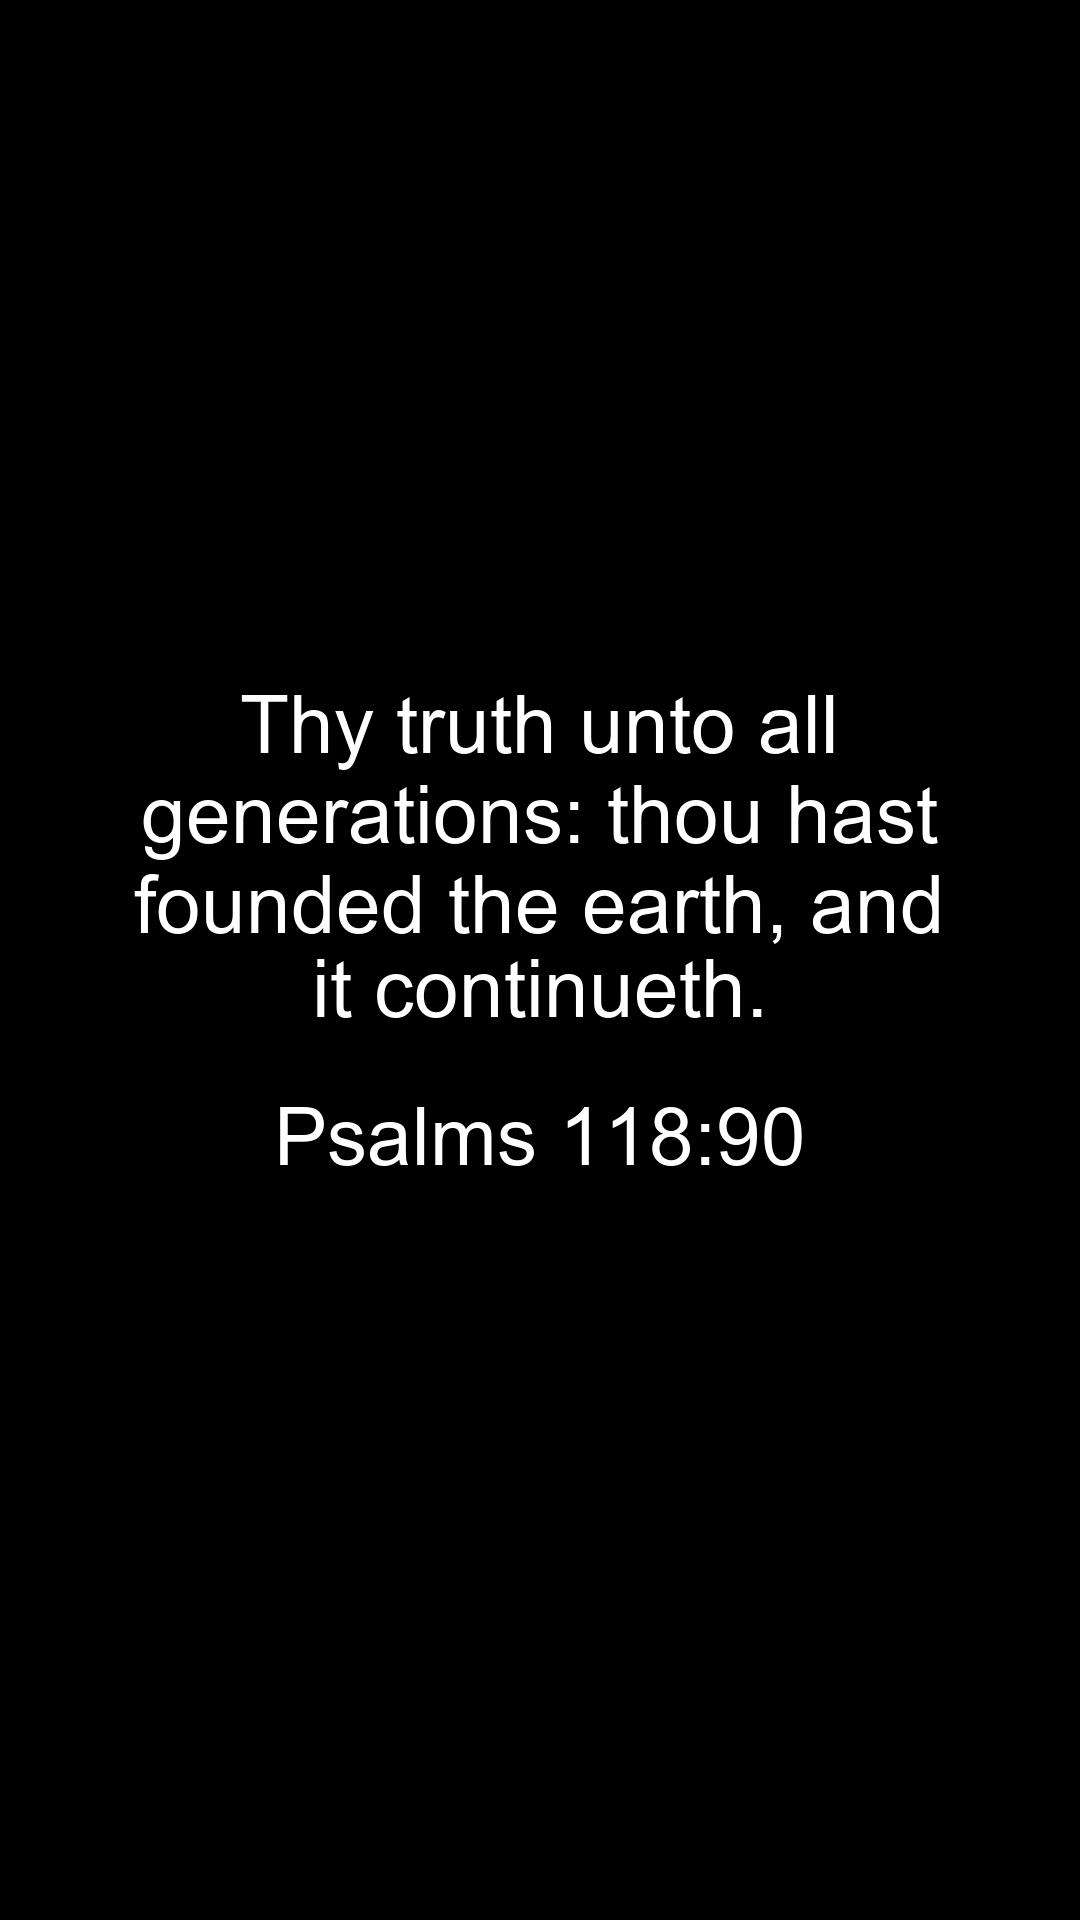 Thy truth unto all
generations: thou hast
founded the earth, and
it continueth.
Psalms 118:90